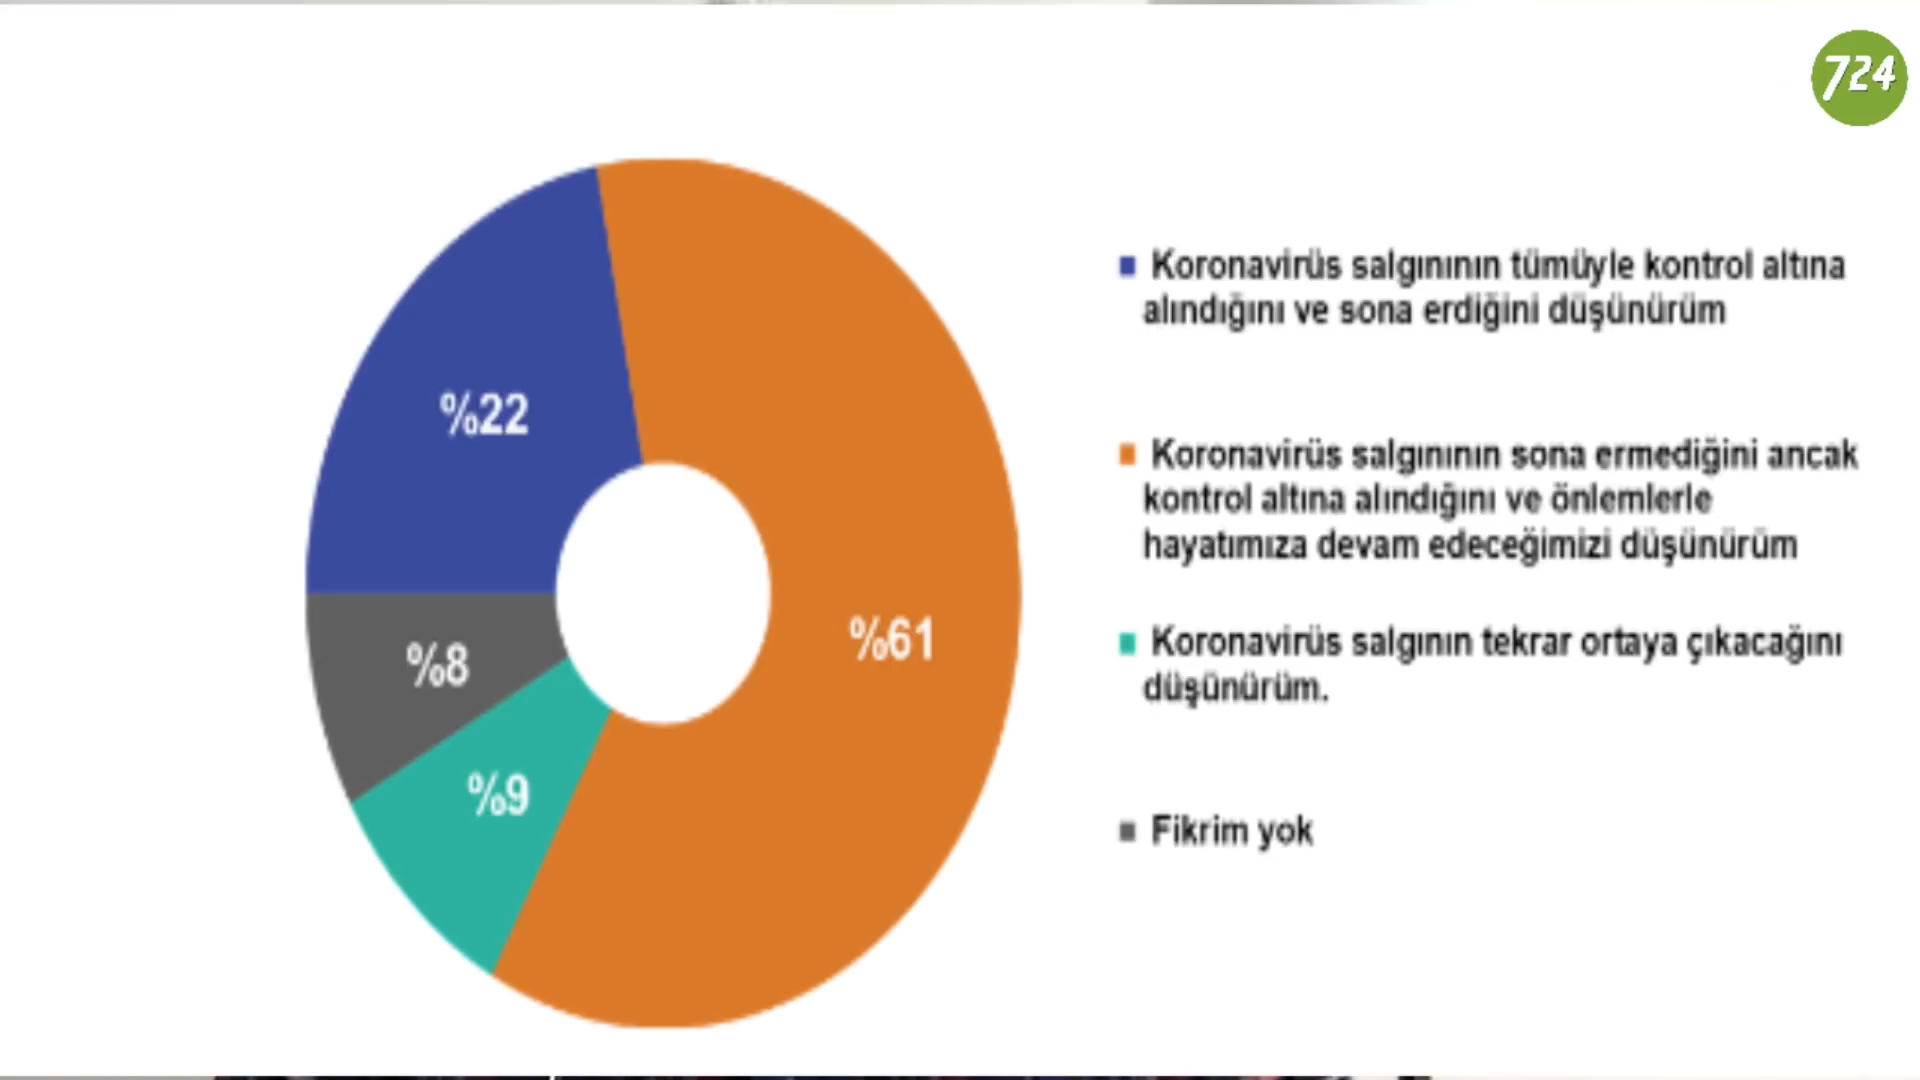 724
%22
%61
%8
%9
Koronavirüs salgınının tümüyle kontrol altına
alındığını ve sona erdiğini düşünürüm
Koronavirüs salgınının sona ermediğini ancak
kontrol altına alındığını ve önlemlerle
hayatımıza devam edeceğimizi düşünürüm
Koronavirüs salgının tekrar ortaya çıkacağını
düşünürüm.
Fikrim yok